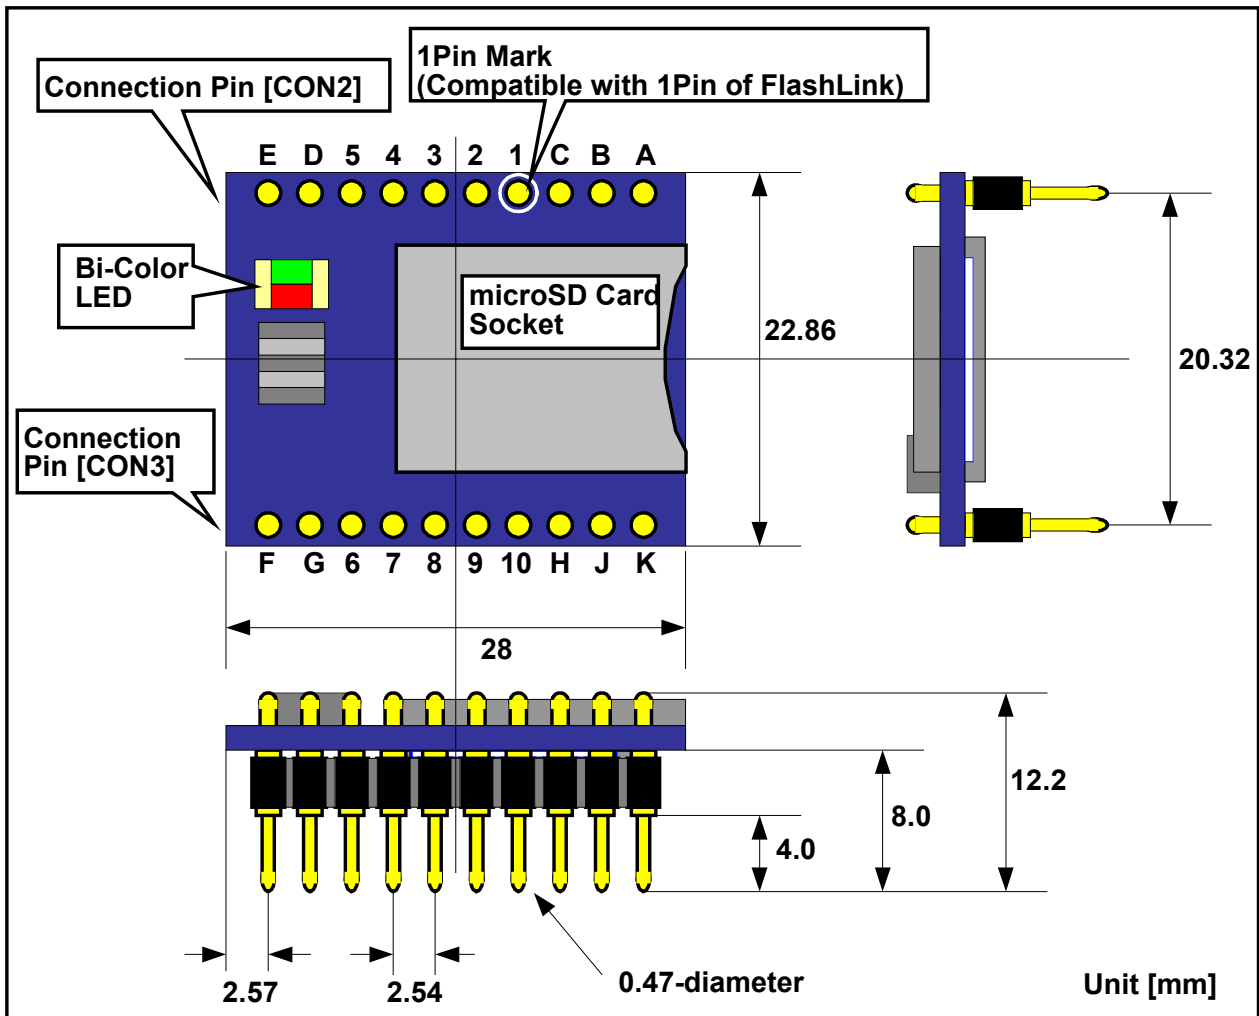 1Pin Mark
(Compatible with 1Pin of FlashLink)
Connection Pin [CON2]
E D 5 4 3 2 1 C B A
Bi-Color
LED
microSD Card
Socket
22.86
20.32
Connection
Pin [CON3]
F G 6 7 8 9 10 H J K
28
12.2
8.0
4.0
2.57
2.54
0.47-diameter
Unit [mm]